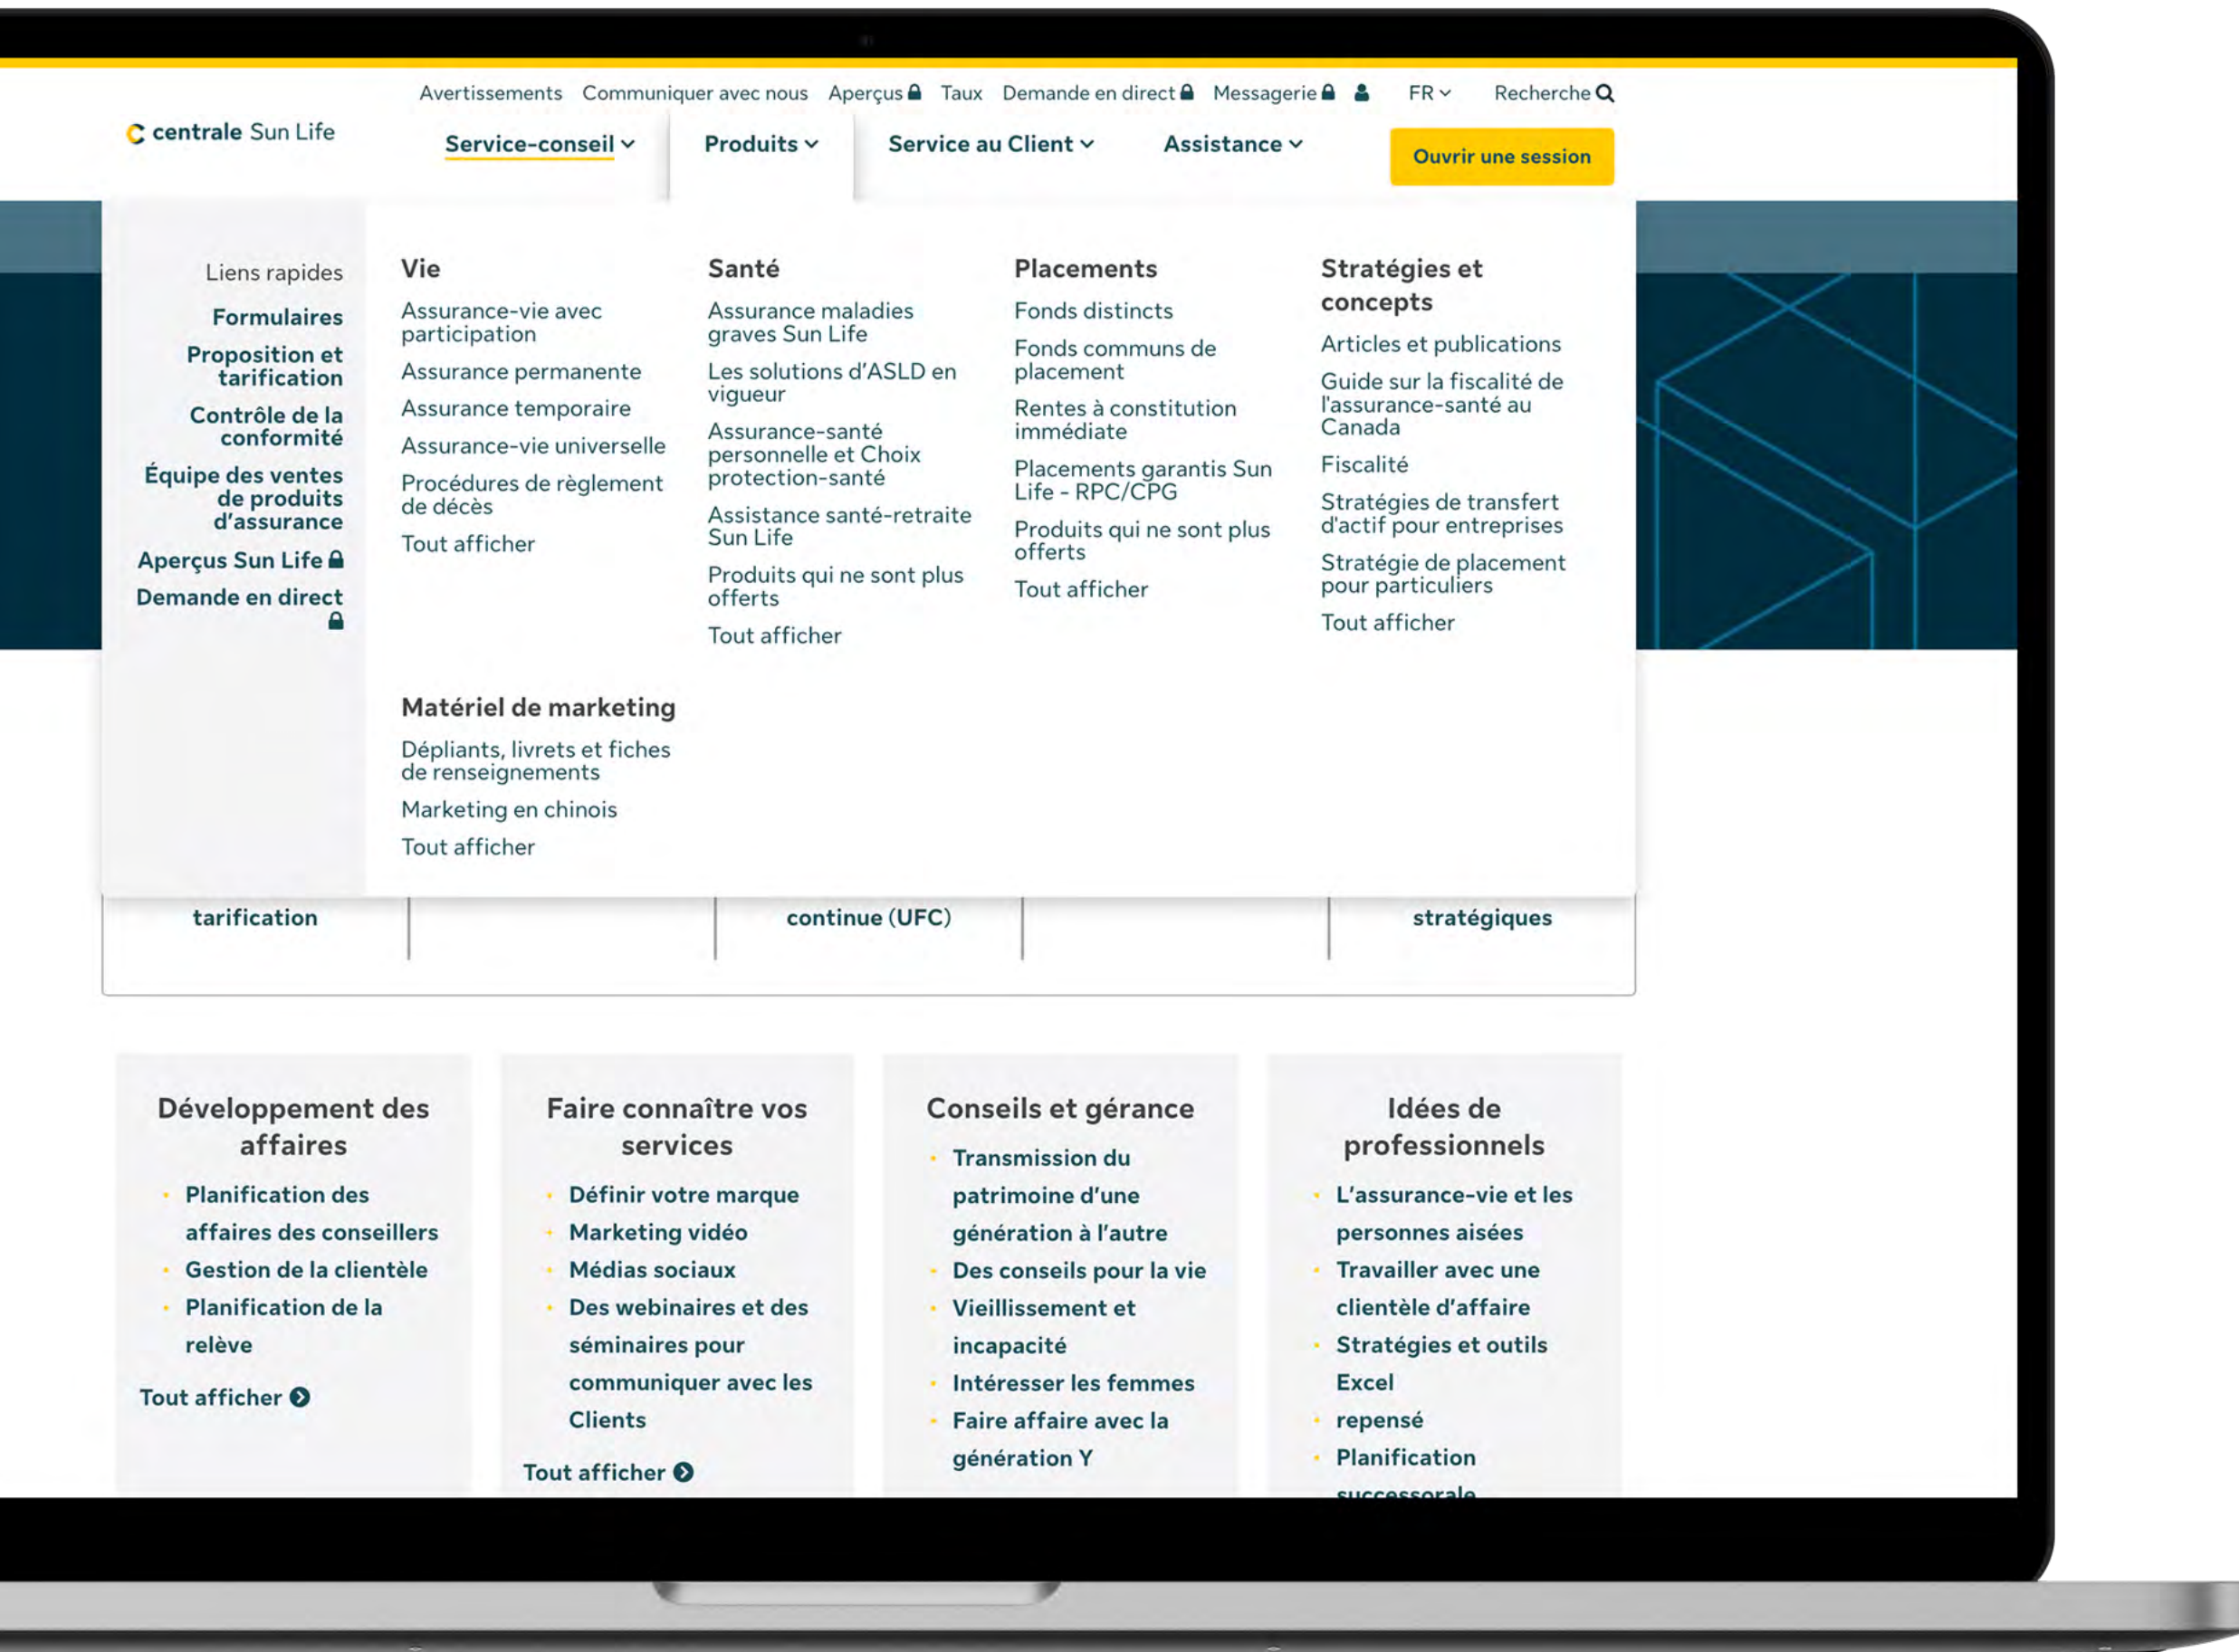 Avertissements Communiquer avec nous Aperçus Taux Demande en direct Messagerie FR Recherche
centrale Sun Life
Service-conseil Produits Service au Client Assistance
Ouvrir une session
Liens rapides
Formulaires
Proposition et
tarification
Contrôle de la
conformité
Équipe des ventes
de produits
d'assurance
Aperçus Sun Life
Demande en direct
Vie
Assurance-vie avec
participation
Assurance permanente
Assurance temporaire
Assurance-vie universelle
Procédures de règlement
de décès
Tout afficher
Santé
Assurance maladies
graves Sun Life
Les solutions d'ASLD en
vigueur
Assurance-santé
personnelle et Choix
protection-santé
Assistance santé-retraite
Sun Life
Produits qui ne sont plus
offerts
Tout afficher
Placements
Fonds distincts
Fonds communs de
placement
Rentes à constitution
immédiate
Placements garantis Sun
Life - RPC/CPG
Produits qui ne sont plus
offerts
Tout afficher
Stratégies et
concepts
Articles et publications
Guide sur la fiscalité de
l'assurance-santé au
Canada
Fiscalité
Stratégies de transfert
d'actif pour entreprises
Stratégie de placement
pour particuliers
Tout afficher
Matériel de marketing
Dépliants, livrets et fiches
de renseignements
Marketing en chinois
Tout afficher
tarification
continue (UFC)
stratégiques
Développement des
affaires
Planification des
affaires des conseillers
Gestion de la clientèle
Planification de la
relève
Tout afficher
Faire connaître vos
services
Définir votre marque
Marketing vidéo
Médias sociaux
Des webinaires et des
séminaires pour
communiquer avec les
Clients
Tout afficher
Conseils et gérance
Transmission du
patrimoine d'une
génération à l'autre
Des conseils pour la vie
Vieillissement et
incapacité
Intéresser les femmes
Faire affaire avec la
génération Y
Idées de
professionnels
L'assurance-vie et les
personnes aisées
Travailler avec une
clientèle d'affaire
Stratégies et outils
Excel
repensé
Planification
successorale